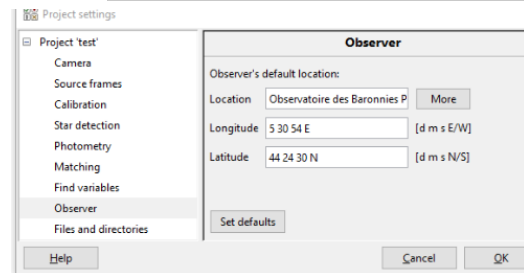 Project settings
Project 'test'
Camera
Source frames
Calibration
Star detection
Photometry
Matching
Find variables
Observer
Files and directories
Observer
Observer's default location:
Location Observatoire des Baronnies P More
Longitude 5 30 54 E [d m s E/W]
Latitude 44 24 30 N [d m s N/S]
Set defaults
Help Cancel OK